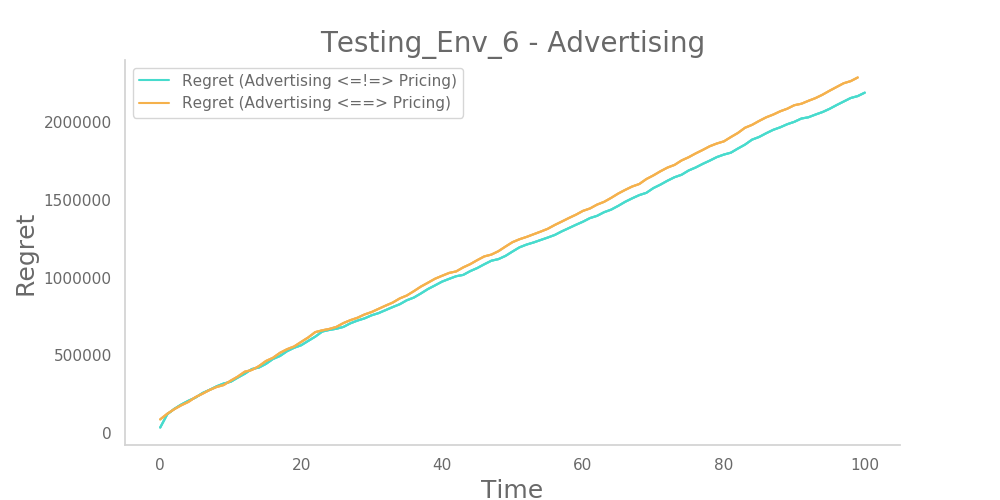 Testing_Env_6 - Advertising
Regret (Advertising <=!=> Pricing)
Regret (Advertising <==> Pricing)
Regret
2000000
1500000
1000000
500000
0
0 20 40 60 80 100
Time